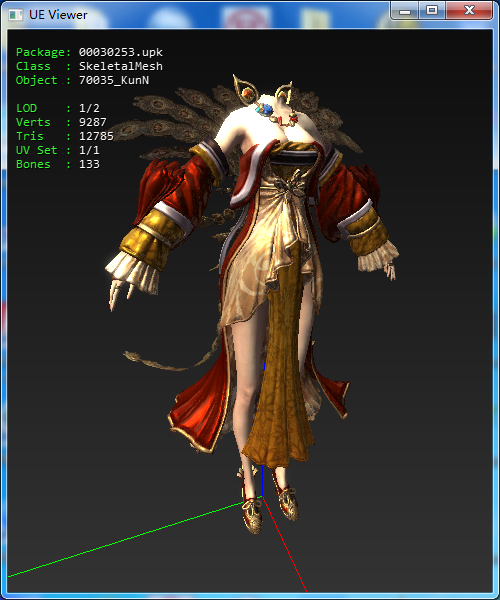 UE Viewer
Package: 00030253.upk
Class : SkeletalMesh
Object : 70035_KunN
LOD : 1/2
Verts : 9287
Tris : 12785
UV Set : 1/1
Bones : 133